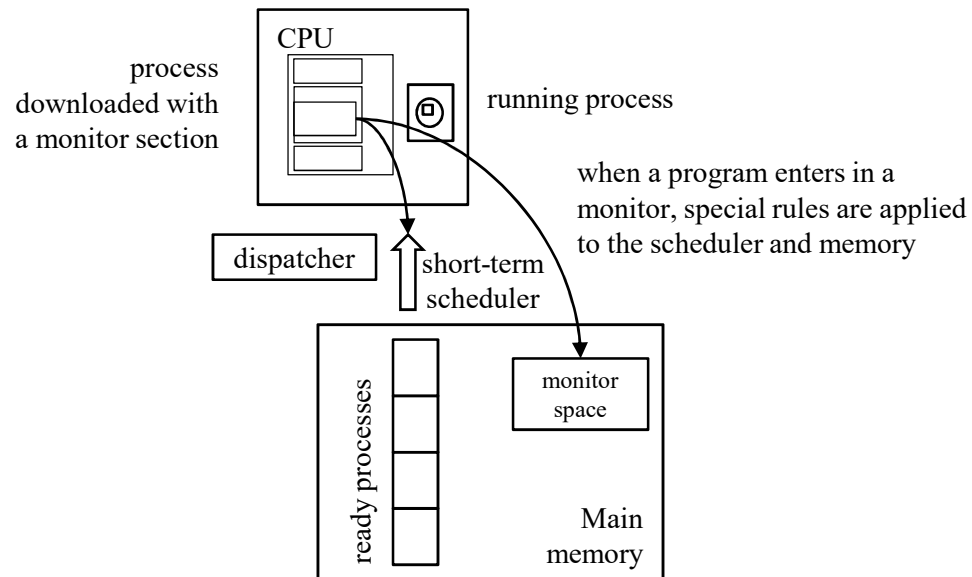 CPU
process
downloaded with
a monitor section
running process
when a program enters in a
monitor, special rules are applied
to the scheduler and memory
dispatcher
short-term
scheduler
ready processes
monitor
space
Main
memory